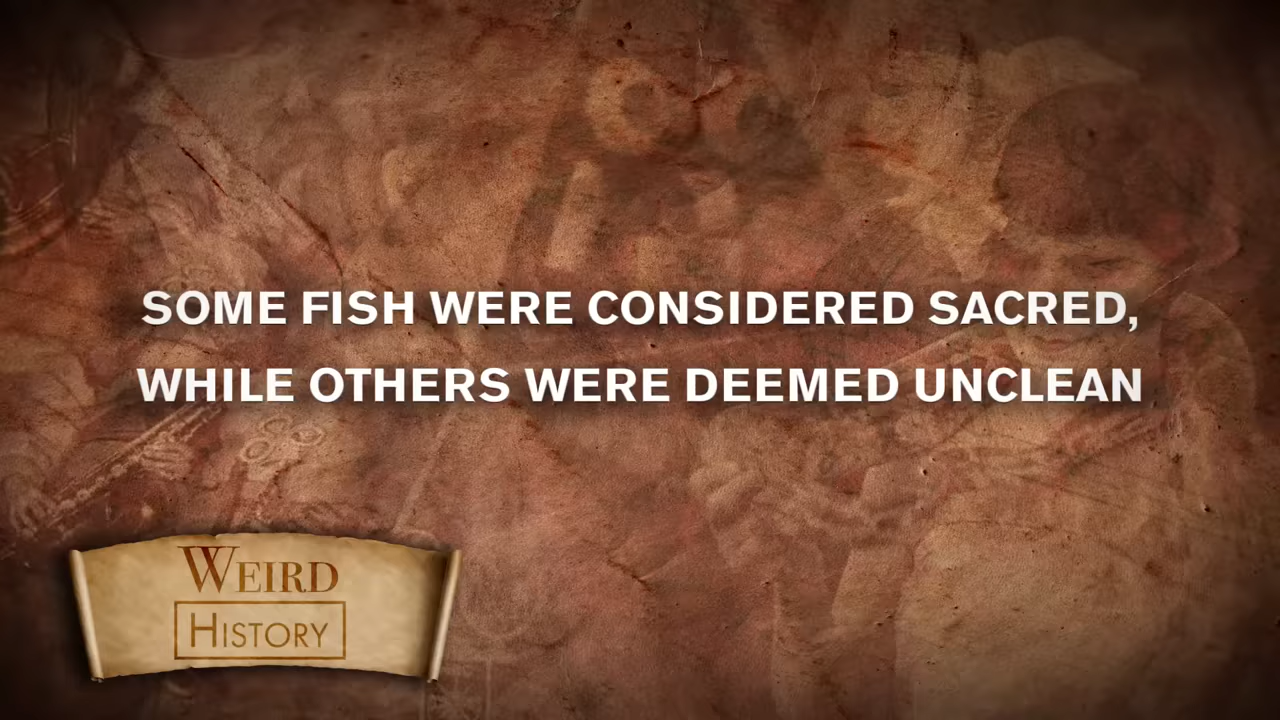 SOME FISH WERE CONSIDERED SACRED,
WHILE OTHERS WERE DEEMED UNCLEAN
WEIRD
HISTORY